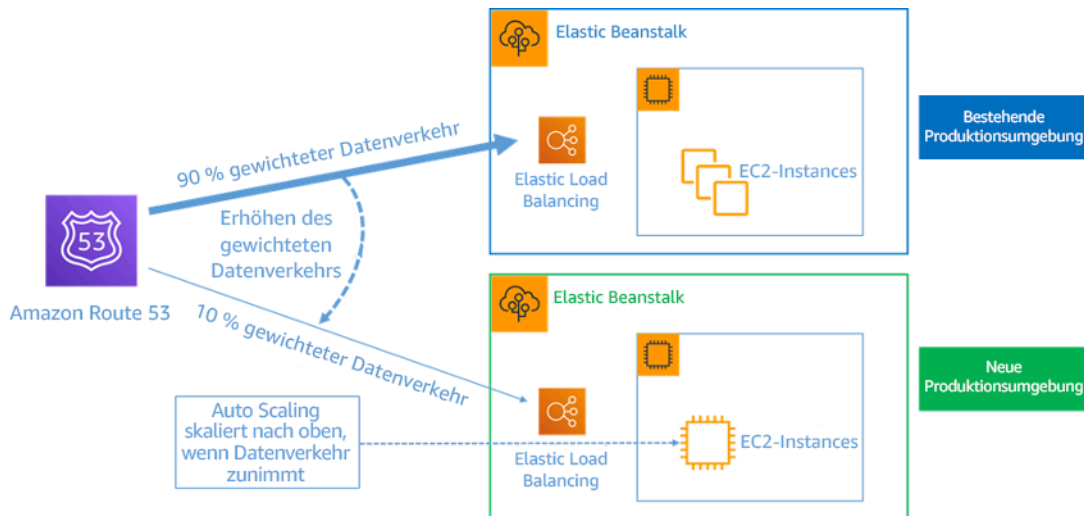 Elastic Beanstalk
90 % gewichteter Datenverkehr
Elastic Load
Balancing
EC2-Instances
Bestehende
Produktionsumgebung
53
Amazon Route 53
Erhöhen des
gewichteten
Datenverkehrs
10 % gewichteter Datenverkehr
Elastic Beanstalk
Auto Scaling
skaliert nach oben,
wenn Datenverkehr
zunimmt
Elastic Load
Balancing
EC2-Instances
Neue
Produktionsumgebung